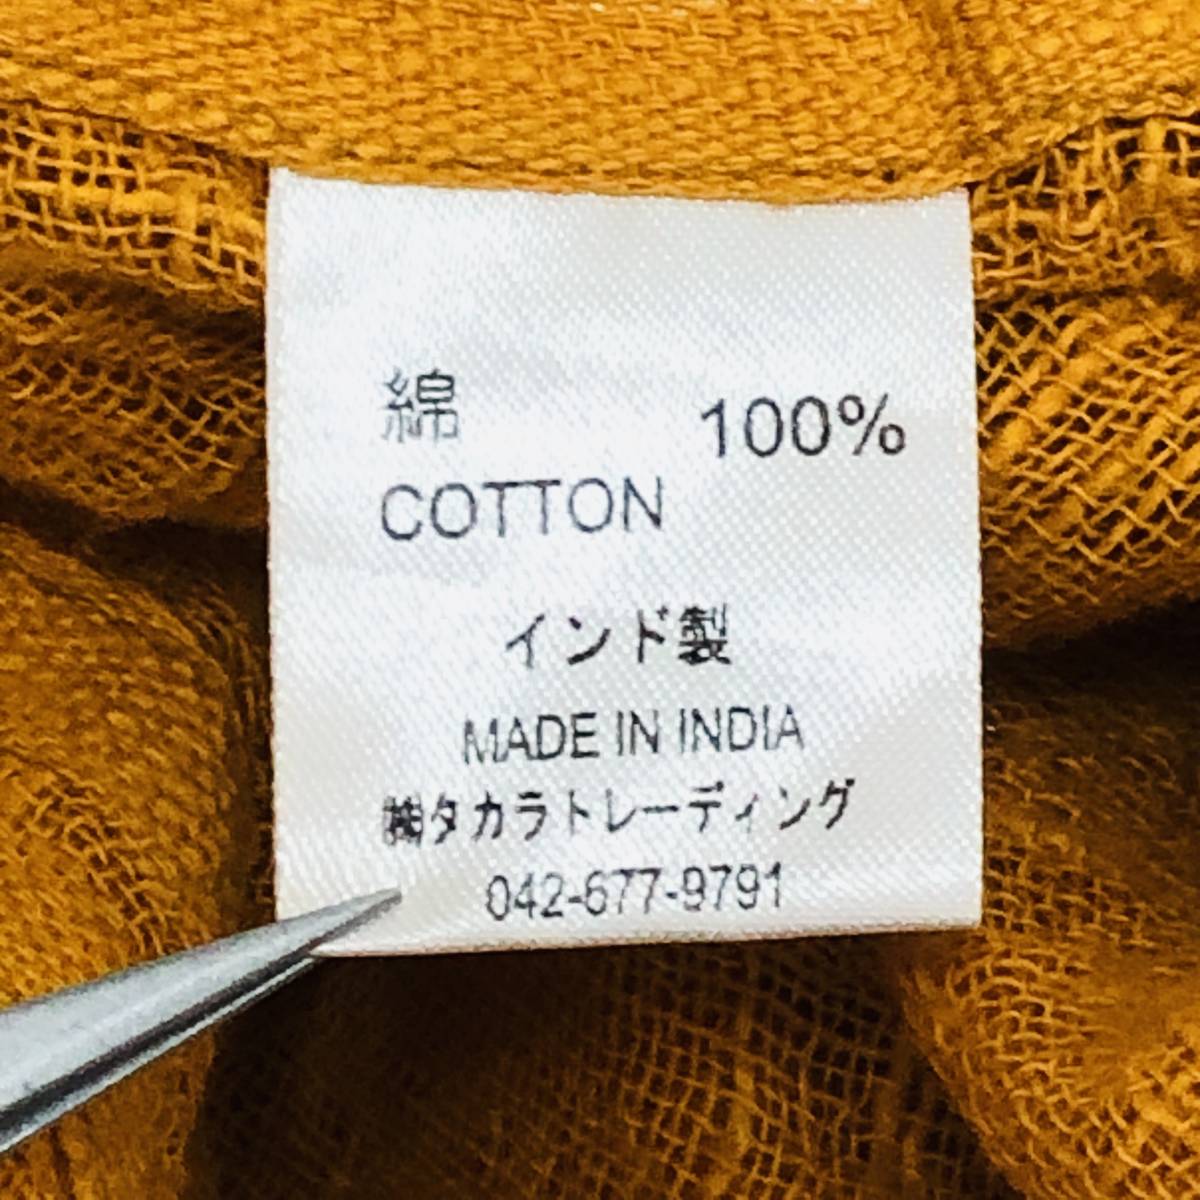 綿 100%
COTTON
インド製
MADE IN INDIA
㈱タカラトレーディング
042-677-9791